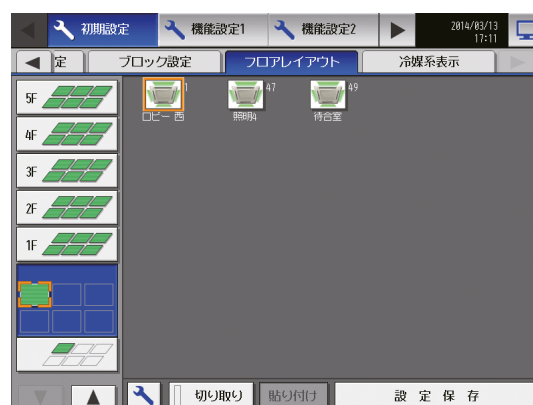 初期設定 機能設定1 機能設定2 2014/03/13
17:11
定 ブロック設定 フロアレイアウト 冷媒系表示
5F 1 47 49
ロビー 西 照明4 待合室
4F
3F
2F
1F
切り取り 貼り付け 設定保存